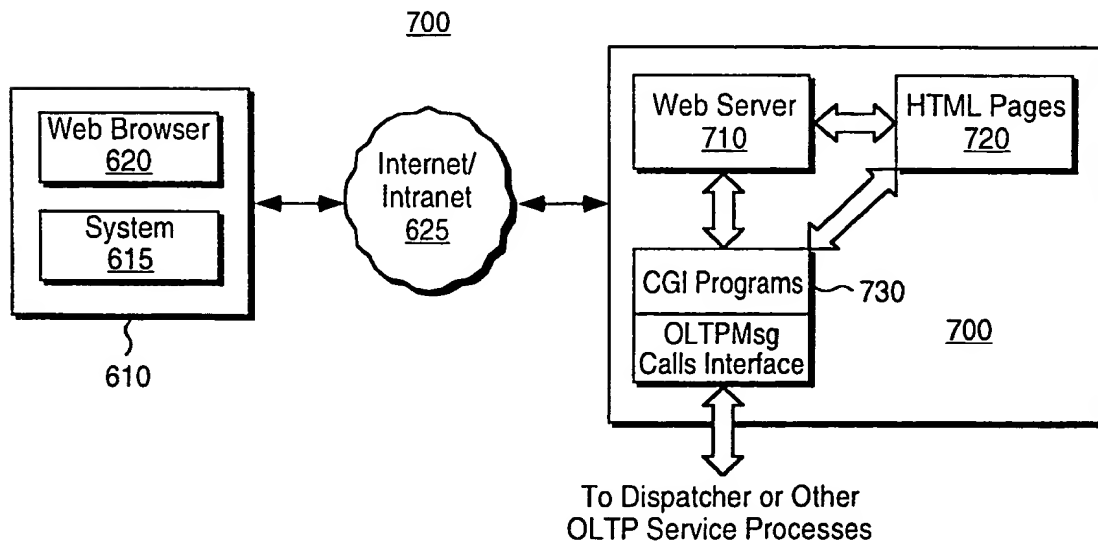 700
Web Browser
620
System
615
610
Internet/
Intranet
625
Web Server
710
HTML Pages
720
CGI Programs
730
OLTPMsg
Calls Interface
700
To Dispatcher or Other
OLTP Service Processes